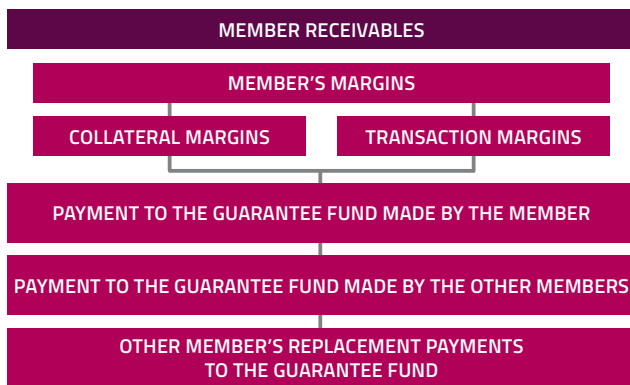 MEMBER RECEIVABLES
MEMBER'S MARGINS
COLLATERAL MARGINS
TRANSACTION MARGINS
PAYMENT TO THE GUARANTEE FUND MADE BY THE MEMBER
PAYMENT TO THE GUARANTEE FUND MADE BY THE OTHER MEMBERS
OTHER MEMBER'S REPLACEMENT PAYMENTS
TO THE GUARANTEE FUND